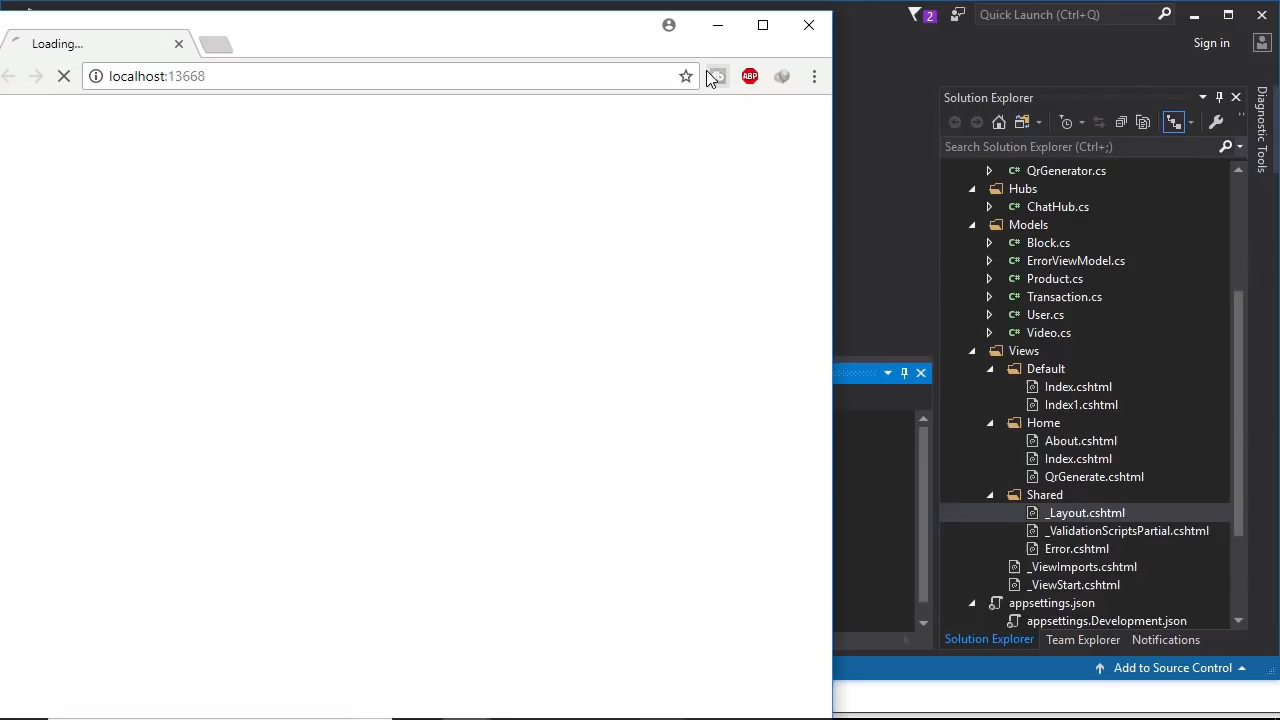 2
Quick Launch (Ctrl+Q)
Sign in
Loading...
localhost:13668
ABP
Solution Explorer
Search Solution Explorer (Ctrl+;)
C# QrGenerator.cs
Hubs
C# ChatHub.cs
Models
C# Block.cs
C# ErrorViewModel.cs
C# Product.cs
C# Transaction.cs
C# User.cs
C# Video.cs
Views
Default
Index.cshtml
Index1.cshtml
Home
About.cshtml
Index.cshtml
QrGenerate.cshtml
Shared
_Layout.cshtml
_ValidationScriptsPartial.cshtml
Error.cshtml
_ViewImports.cshtml
_ViewStart.cshtml
appsettings.json
appsettings.Development.json
Solution Explorer Team Explorer Notifications
Add to Source Control
Diagnostic Tools